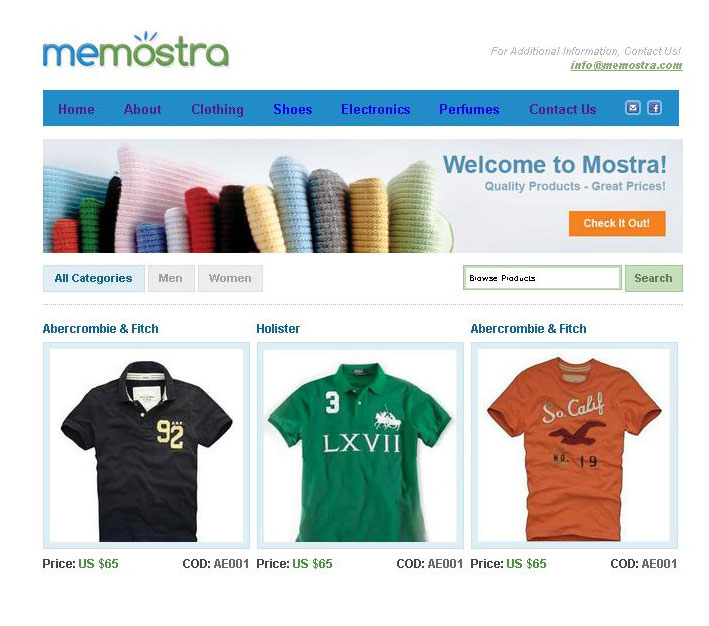 memostra
For Additional Information, Contact Us!
info@memostra.com
Home About Clothing Shoes Electronics Perfumes Contact Us
Welcome to Mostra!
Quality Products - Great Prices!
Check It Out!
All Categories Men Women Browse Products Search
Abercrombie & Fitch Holister Abercrombie & Fitch
92
3
LXVII
So. Calif
NO. 19
Price: US $65 COD: AE001 Price: US $65 COD: AE001 Price: US $65 COD: AE001